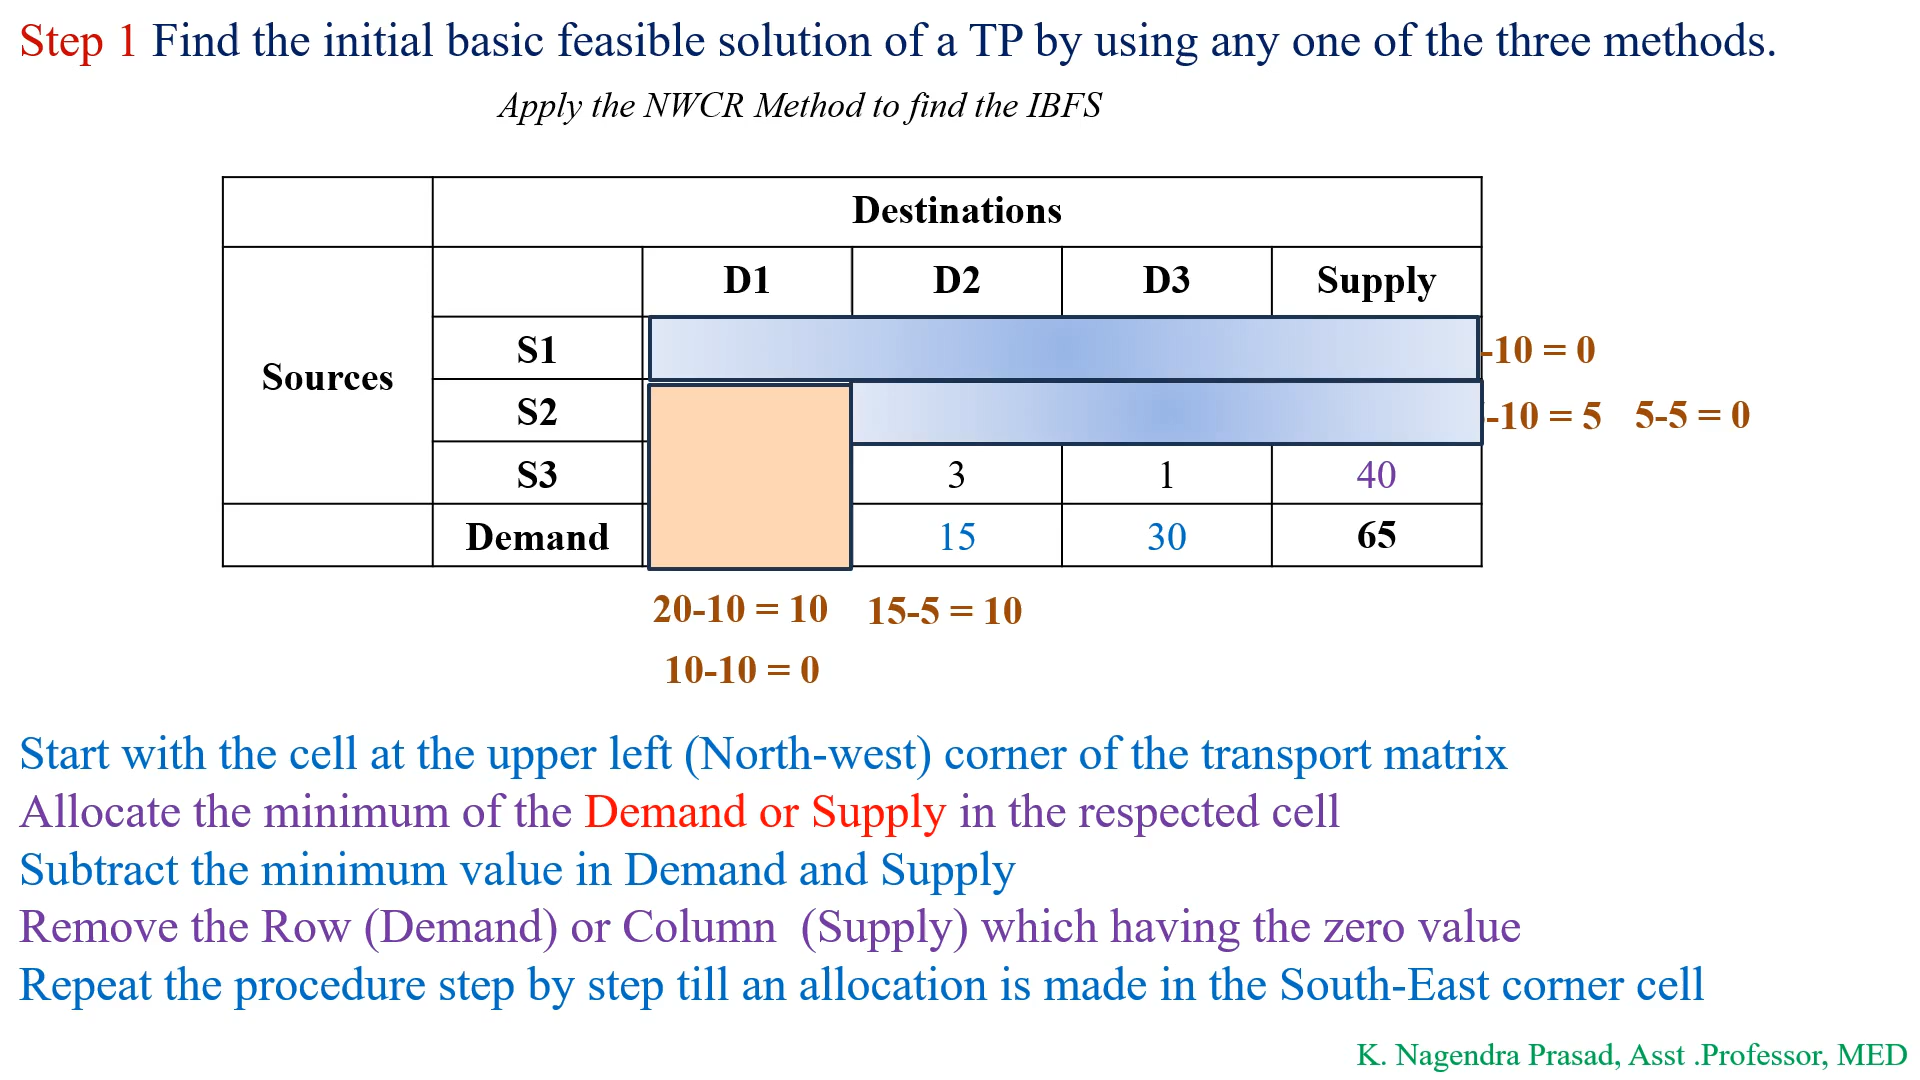 Step 1 Find the initial basic feasible solution of a TP by using any one of the three methods.
Apply the NWCR Method to find the IBFS
Destinations
D1 D2 D3 Supply
Sources
S1 -10 = 0
S2 -10 = 5 5-5 = 0
S3 3 1 40
Demand 15 30 65
20-10 = 10 15-5 = 10
10-10 = 0
Start with the cell at the upper left (North-west) corner of the transport matrix
Allocate the minimum of the Demand or Supply in the respected cell
Subtract the minimum value in Demand and Supply
Remove the Row (Demand) or Column (Supply) which having the zero value
Repeat the procedure step by step till an allocation is made in the South-East corner cell
K. Nagendra Prasad, Asst .Professor, MED